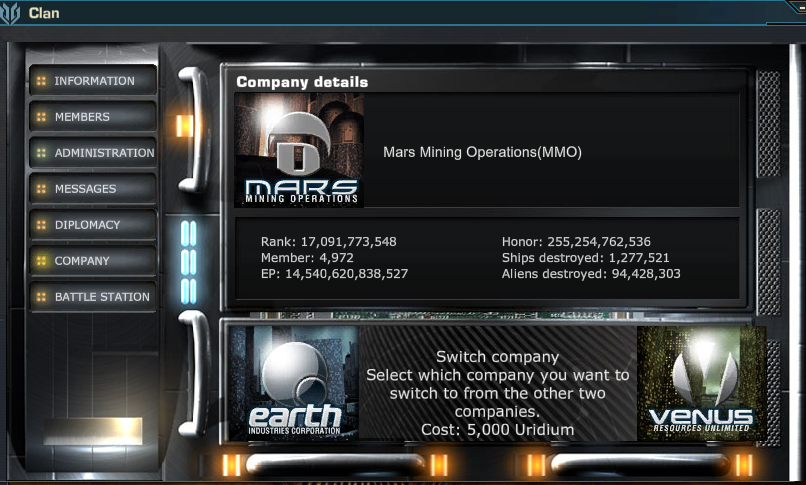 Clan
INFORMATION
MEMBERS
ADMINISTRATION
MESSAGES
DIPLOMACY
COMPANY
BATTLE STATION
Company details
MARS
MINING OPERATIONS
Mars Mining Operations(MMO)
Rank: 17,091,773,548
Member: 4,972
EP: 14,540,620,838,527
Honor: 255,254,762,536
Ships destroyed: 1,277,521
Aliens destroyed: 94,428,303
earth
INDUSTRIES CORPORATION
Switch company
Select which company you want to
switch to from the other two
companies.
Cost: 5,000 Uridium
VENUS
RESOURCES UNLIMITED